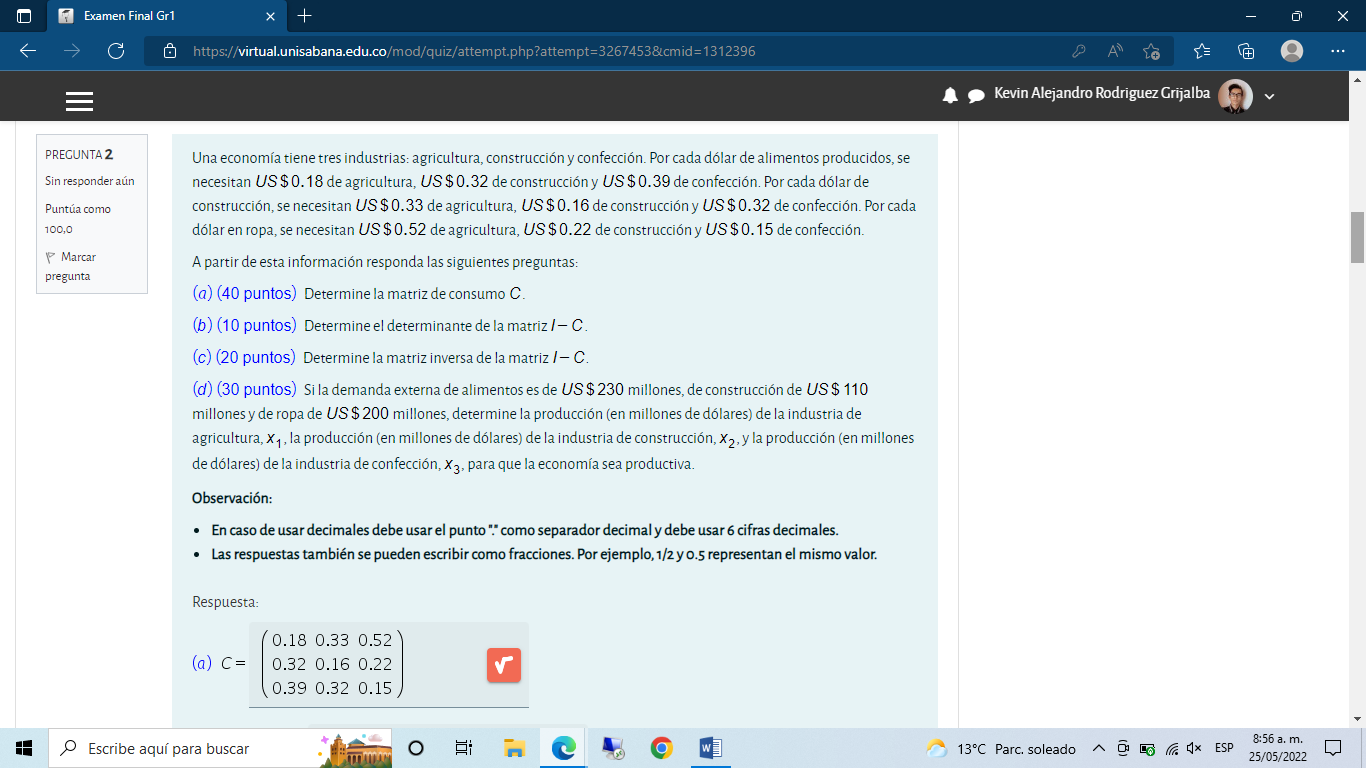 Examen Final Gr1
https://virtual.unisabana.edu.co/mod/quiz/attempt.php?attempt=3267453&cmid=1312396
Kevin Alejandro Rodriguez Grijalba
PREGUNTA 2
Sin responder aún
Puntúa como
100,0
Marcar
pregunta
Una economía tiene tres industrias: agricultura, construcción y confección. Por cada dólar de alimentos producidos, se
necesitan US$0.18 de agricultura, US$0.32 de construcción y US$0.39 de confección. Por cada dólar de
construcción, se necesitan US$0.33 de agricultura, US$0.16 de construcción y US$0.32 de confección. Por cada
dólar en ropa, se necesitan US$0.52 de agricultura, US$0.22 de construcción y US$0.15 de confección.
A partir de esta información responda las siguientes preguntas:
(a) (40 puntos) Determine la matriz de consumo C.
(b) (10 puntos) Determine el determinante de la matriz I − C.
(c) (20 puntos) Determine la matriz inversa de la matriz I − C.
(d) (30 puntos) Si la demanda externa de alimentos es de US$230 millones, de construcción de US$ 110
millones y de ropa de US$200 millones, determine la producción (en millones de dólares) de la industria de
agricultura, x1, la producción (en millones de dólares) de la industria de construcción, x2, y la producción (en millones
de dólares) de la industria de confección, x3, para que la economía sea productiva.
Observación:
• En caso de usar decimales debe usar el punto "." como separador decimal y debe usar 6 cifras decimales.
• Las respuestas también se pueden escribir como fracciones. Por ejemplo, 1/2 y 0.5 representan el mismo valor.
Respuesta:
(a) C =
0.18 0.33 0.52
0.32 0.16 0.22
0.39 0.32 0.15
Escribe aquí para buscar
13°C Parc. soleado
ESP
8:56 a. m.
25/05/2022